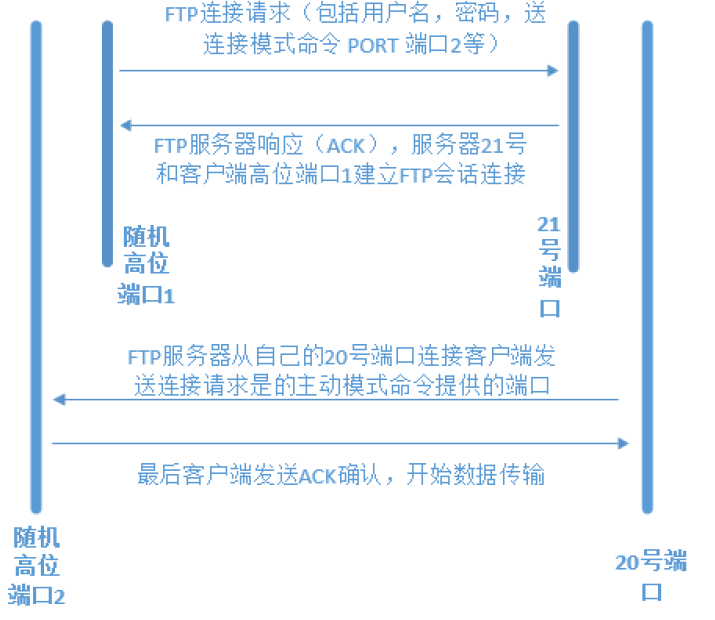 FTP连接请求（包括用户名，密码，送
连接模式命令 PORT 端口2等）
FTP服务器响应（ACK），服务器21号
和客户端高位端口1建立FTP会话连接
随机
高位
端口1
21
号
端
口
FTP服务器从自己的20号端口连接客户端发
送连接请求是的主动模式命令提供的端口
最后客户端发送ACK确认，开始数据传输
随机
高位
端口2
20号端
口